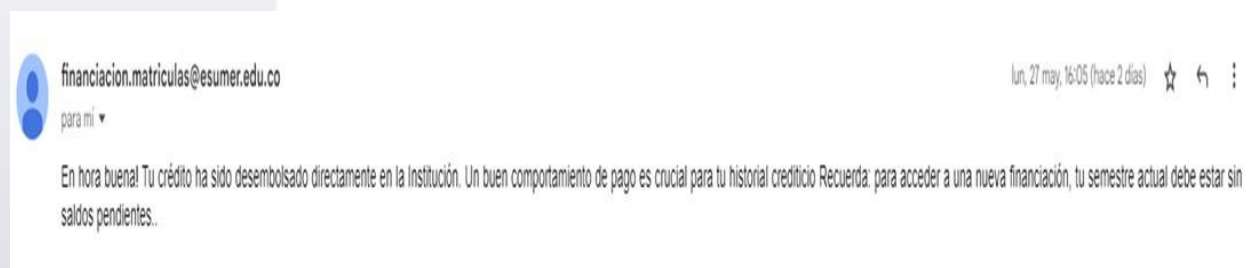 financiacion.matriculas@esumer.edu.co
lun, 27 may, 16:05 (hace 2 días)
para mí
En hora buena! Tu crédito ha sido desembolsado directamente en la Institución. Un buen comportamiento de pago es crucial para tu historial crediticio Recuerda: para acceder a una nueva financiación, tu semestre actual debe estar sin
saldos pendientes..